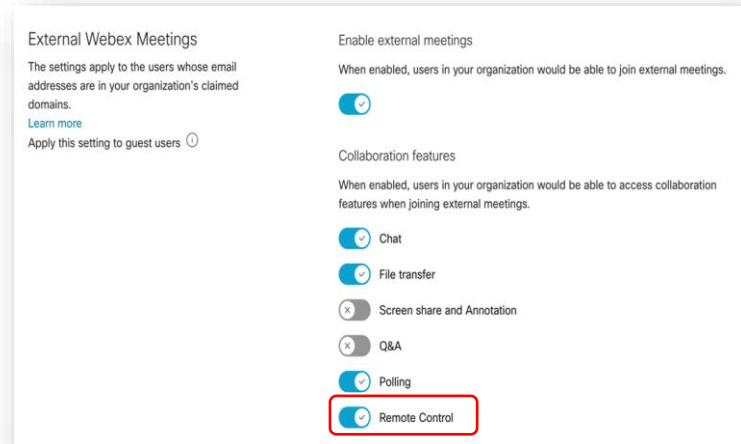 External Webex Meetings
The settings apply to the users whose email
addresses are in your organization's claimed
domains.
Learn more
Apply this setting to guest users
Enable external meetings
When enabled, users in your organization would be able to join external meetings.
Collaboration features
When enabled, users in your organization would be able to access collaboration
features when joining external meetings.
Chat
File transfer
Screen share and Annotation
Q&A
Polling
Remote Control